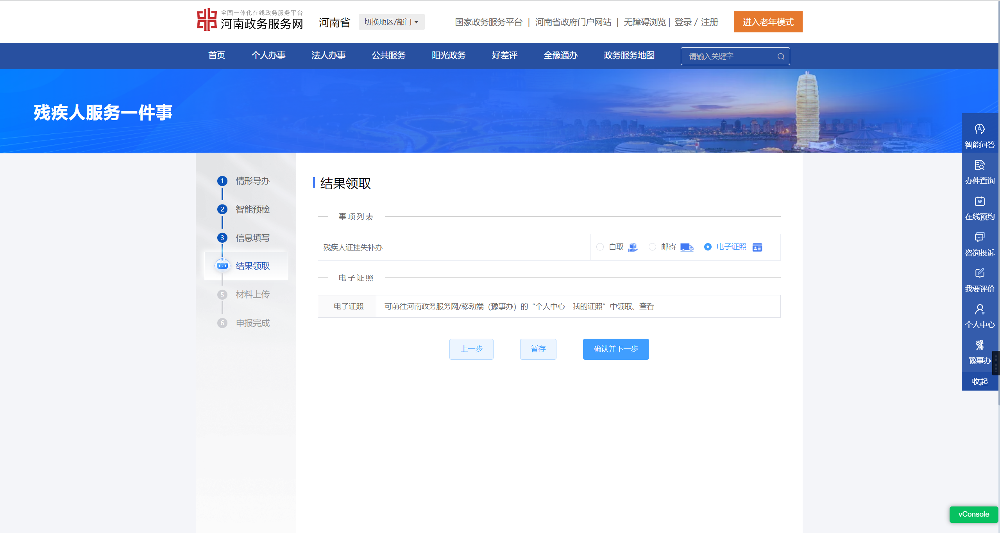 全国一体化在线政务服务平台
河南政务服务网
河南省
切换地区/部门
国家政务服务平台 | 河南省政府门户网站 | 无障碍浏览 | 登录 / 注册
进入老年模式
首页 个人办事 法人办事 公共服务 阳光政务 好差评 全豫通办 政务服务地图
请输入关键字
残疾人服务一件事
1 情形导办
2 智能预检
3 信息填写
结果领取
5 材料上传
6 申报完成
结果领取
事项列表
残疾人证挂失补办
自取 邮寄 电子证照
电子证照
电子证照 可前往河南政务服务网/移动端（豫事办）的“个人中心—我的证照”中领取、查看
上一步 暂存 确认并下一步
智能问答
办件查询
在线预约
咨询投诉
我要评价
个人中心
豫
豫事办
收起
vConsole